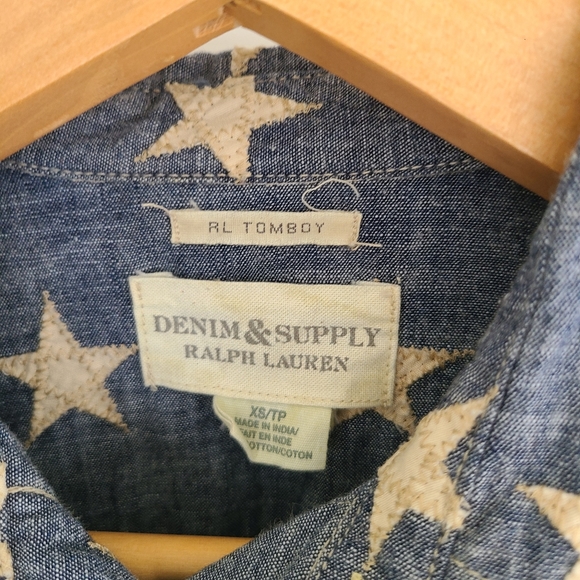 RL TOMBOY
DENIM & SUPPLY
RALPH LAUREN
XS/TP
MADE IN INDIA/
FAIT EN INDE
COTTON/COTON